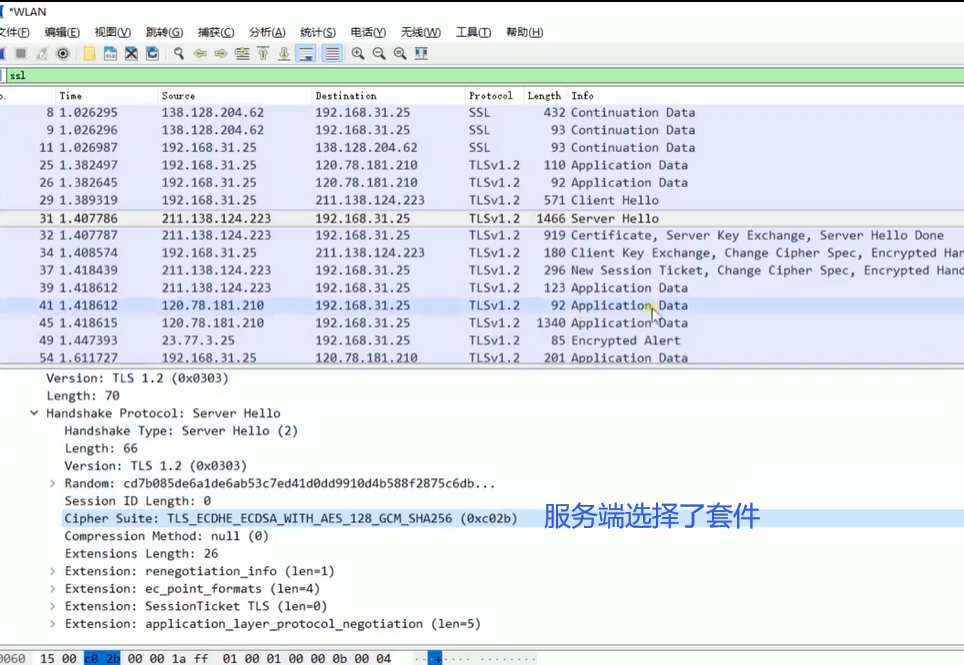 *WLAN
文件(F) 编辑(E) 视图(V) 跳转(G) 捕获(C) 分析(A) 统计(S) 电话(Y) 无线(W) 工具(T) 帮助(H)
ssl
Time Source Destination Protocol Length Info
8 1.026295 138.128.204.62 192.168.31.25 SSL 432 Continuation Data
9 1.026296 138.128.204.62 192.168.31.25 SSL 93 Continuation Data
11 1.026987 192.168.31.25 138.128.204.62 SSL 93 Continuation Data
25 1.382497 192.168.31.25 120.78.181.210 TLSv1.2 110 Application Data
26 1.382645 192.168.31.25 120.78.181.210 TLSv1.2 92 Application Data
29 1.389319 192.168.31.25 211.138.124.223 TLSv1.2 571 Client Hello
31 1.407786 211.138.124.223 192.168.31.25 TLSv1.2 1466 Server Hello
32 1.407787 211.138.124.223 192.168.31.25 TLSv1.2 919 Certificate, Server Key Exchange, Server Hello Done
34 1.408574 192.168.31.25 211.138.124.223 TLSv1.2 180 Client Key Exchange, Change Cipher Spec, Encrypted Han
37 1.418439 211.138.124.223 192.168.31.25 TLSv1.2 296 New Session Ticket, Change Cipher Spec, Encrypted Hand
39 1.418612 211.138.124.223 192.168.31.25 TLSv1.2 123 Application Data
41 1.418612 120.78.181.210 192.168.31.25 TLSv1.2 92 Application Data
45 1.418615 120.78.181.210 192.168.31.25 TLSv1.2 1340 Application Data
49 1.447393 23.77.3.25 192.168.31.25 TLSv1.2 85 Encrypted Alert
54 1.611727 192.168.31.25 120.78.181.210 TLSv1.2 201 Application Data
Version: TLS 1.2 (0x0303)
Length: 70
Handshake Protocol: Server Hello
Handshake Type: Server Hello (2)
Length: 66
Version: TLS 1.2 (0x0303)
Random: cd7b085de6a1de6ab53c7ed41d0dd9910d4b588f2875c6db...
Session ID Length: 0
Cipher Suite: TLS_ECDHE_ECDSA_WITH_AES_128_GCM_SHA256 (0xc02b) 服务端选择了套件
Compression Method: null (0)
Extensions Length: 26
Extension: renegotiation_info (len=1)
Extension: ec_point_formats (len=4)
Extension: SessionTicket TLS (len=0)
Extension: application_layer_protocol_negotiation (len=5)
0060 15 00 c0 2b 00 00 1a ff 01 00 01 00 00 0b 00 04 ···+···· ········